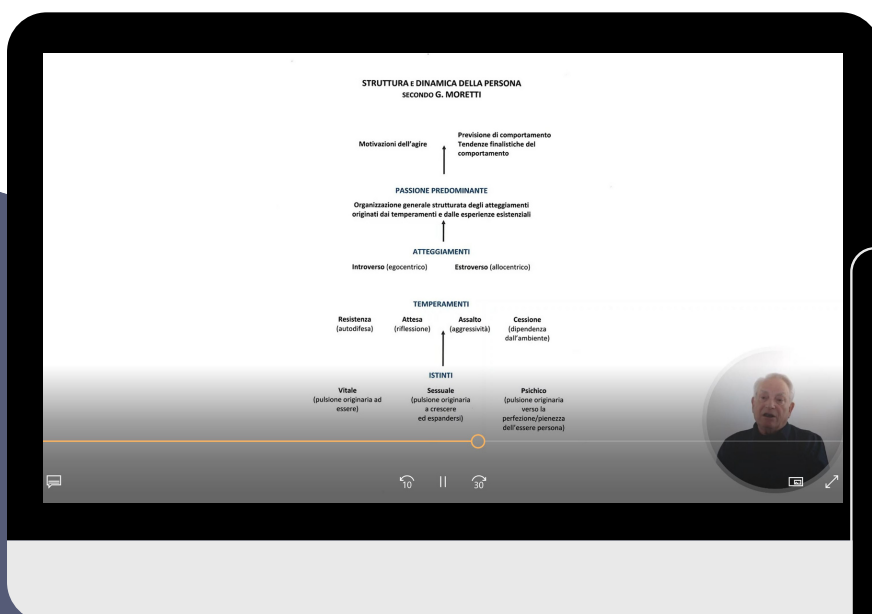 STRUTTURA E DINAMICA DELLA PERSONA
SECONDO G. MORETTI
Motivazioni dell'agire
Previsione di comportamento
Tendenze finalistiche del
comportamento
PASSIONE PREDOMINANTE
Organizzazione generale strutturata degli atteggiamenti
originati dai temperamenti e dalle esperienze esistenziali
ATTEGGIAMENTI
Introverso (egocentrico)
Estroverso (allocentrico)
TEMPERAMENTI
Resistenza
(autodifesa)
Attesa
(riflessione)
Assalto
(aggressività)
Cessione
(dipendenza
dall'ambiente)
ISTINTI
Vitale
(pulsione originaria ad
essere)
Sessuale
(pulsione originaria
a crescere
ed espandersi)
Psichico
(pulsione originaria
verso la
perfezione/pienezza
dell'essere persona)
10
30